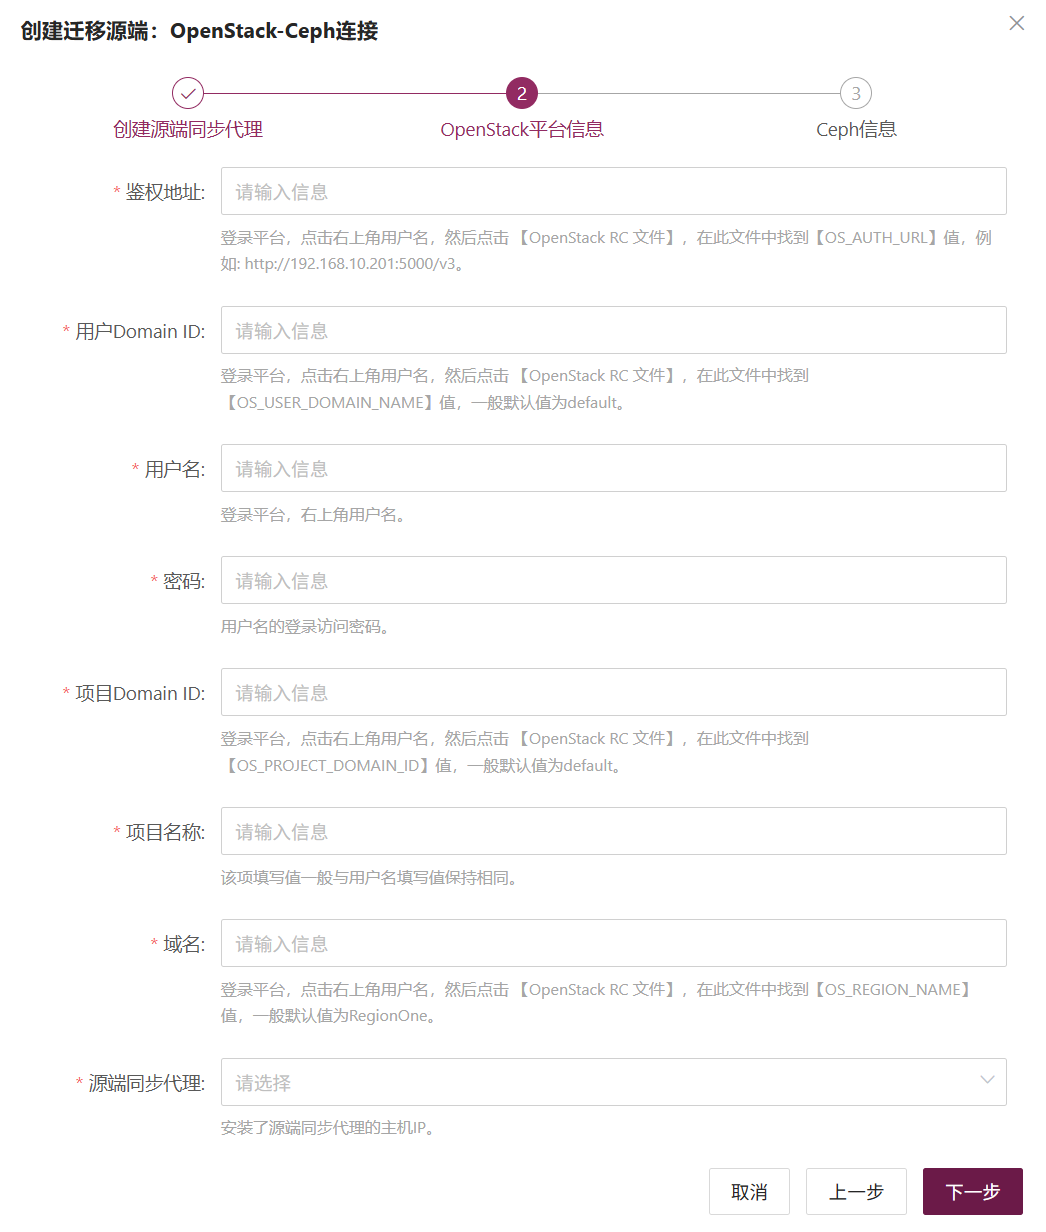 创建迁移源端：OpenStack-Ceph连接
2
3
创建源端同步代理
OpenStack平台信息
Ceph信息
* 鉴权地址:
请输入信息
登录平台，点击右上角用户名，然后点击 【OpenStack RC 文件】，在此文件中找到【OS_AUTH_URL】值，例
如: http://192.168.10.201:5000/v3。
* 用户Domain ID:
请输入信息
登录平台，点击右上角用户名，然后点击 【OpenStack RC 文件】，在此文件中找到
【OS_USER_DOMAIN_NAME】值，一般默认值为default。
* 用户名:
请输入信息
登录平台，右上角用户名。
* 密码:
请输入信息
用户名的登录访问密码。
* 项目Domain ID:
请输入信息
登录平台，点击右上角用户名，然后点击 【OpenStack RC 文件】，在此文件中找到
【OS_PROJECT_DOMAIN_ID】值，一般默认值为default。
* 项目名称:
请输入信息
该项填写值一般与用户名填写值保持相同。
* 域名:
请输入信息
登录平台，点击右上角用户名，然后点击 【OpenStack RC 文件】，在此文件中找到【OS_REGION_NAME】
值，一般默认值为RegionOne。
* 源端同步代理:
请选择
安装了源端同步代理的主机IP。
取消
上一步
下一步